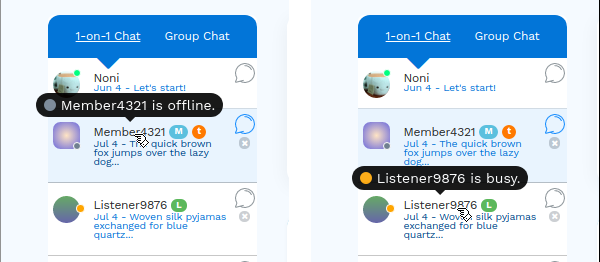 1-on-1 Chat Group Chat
Noni
Jun 4 - Let's start!
Member4321 is offline.
Member4321 M t
Jul 4 - The quick brown
fox jumps over the lazy
dog...
Listener9876 L
Jul 4 - Woven silk pyjamas
exchanged for blue
quartz...
1-on-1 Chat Group Chat
Noni
Jun 4 - Let's start!
Member4321 M t
Jul 4 - The quick brown
fox jumps over the lazy
dog...
Listener9876 is busy.
Listener9876 L
Jul 4 - Woven silk pyjamas
exchanged for blue
quartz...